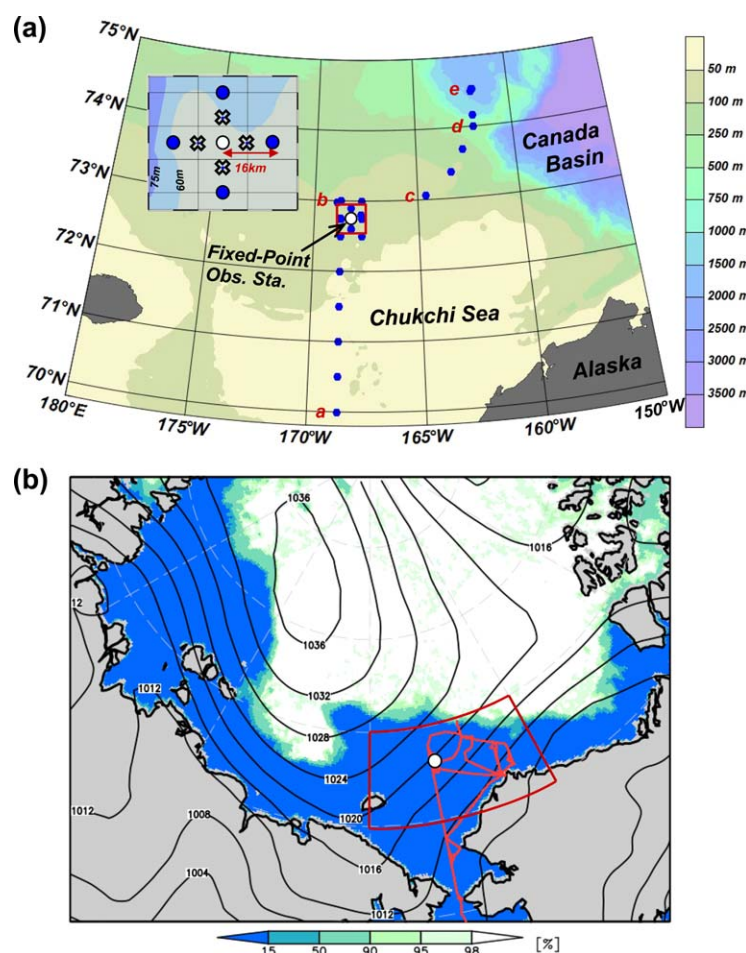 (a)
75°N
74°N
73°N
72°N
71°N
70°N
180°E
175°W
170°W
165°W
160°W
150°W
75m
60m
16km
a
b
c
d
e
Fixed-Point
Obs. Sta.
Canada
Basin
Chukchi Sea
Alaska
50 m
100 m
250 m
500 m
1000 m
1500 m
2000 m
2500 m
3000 m
3500 m
(b)
1036
1036
1032
1028
1024
1020
1016
1012
1016
12
1012
1012
1008
1004
15
50
90
95
98
[%]